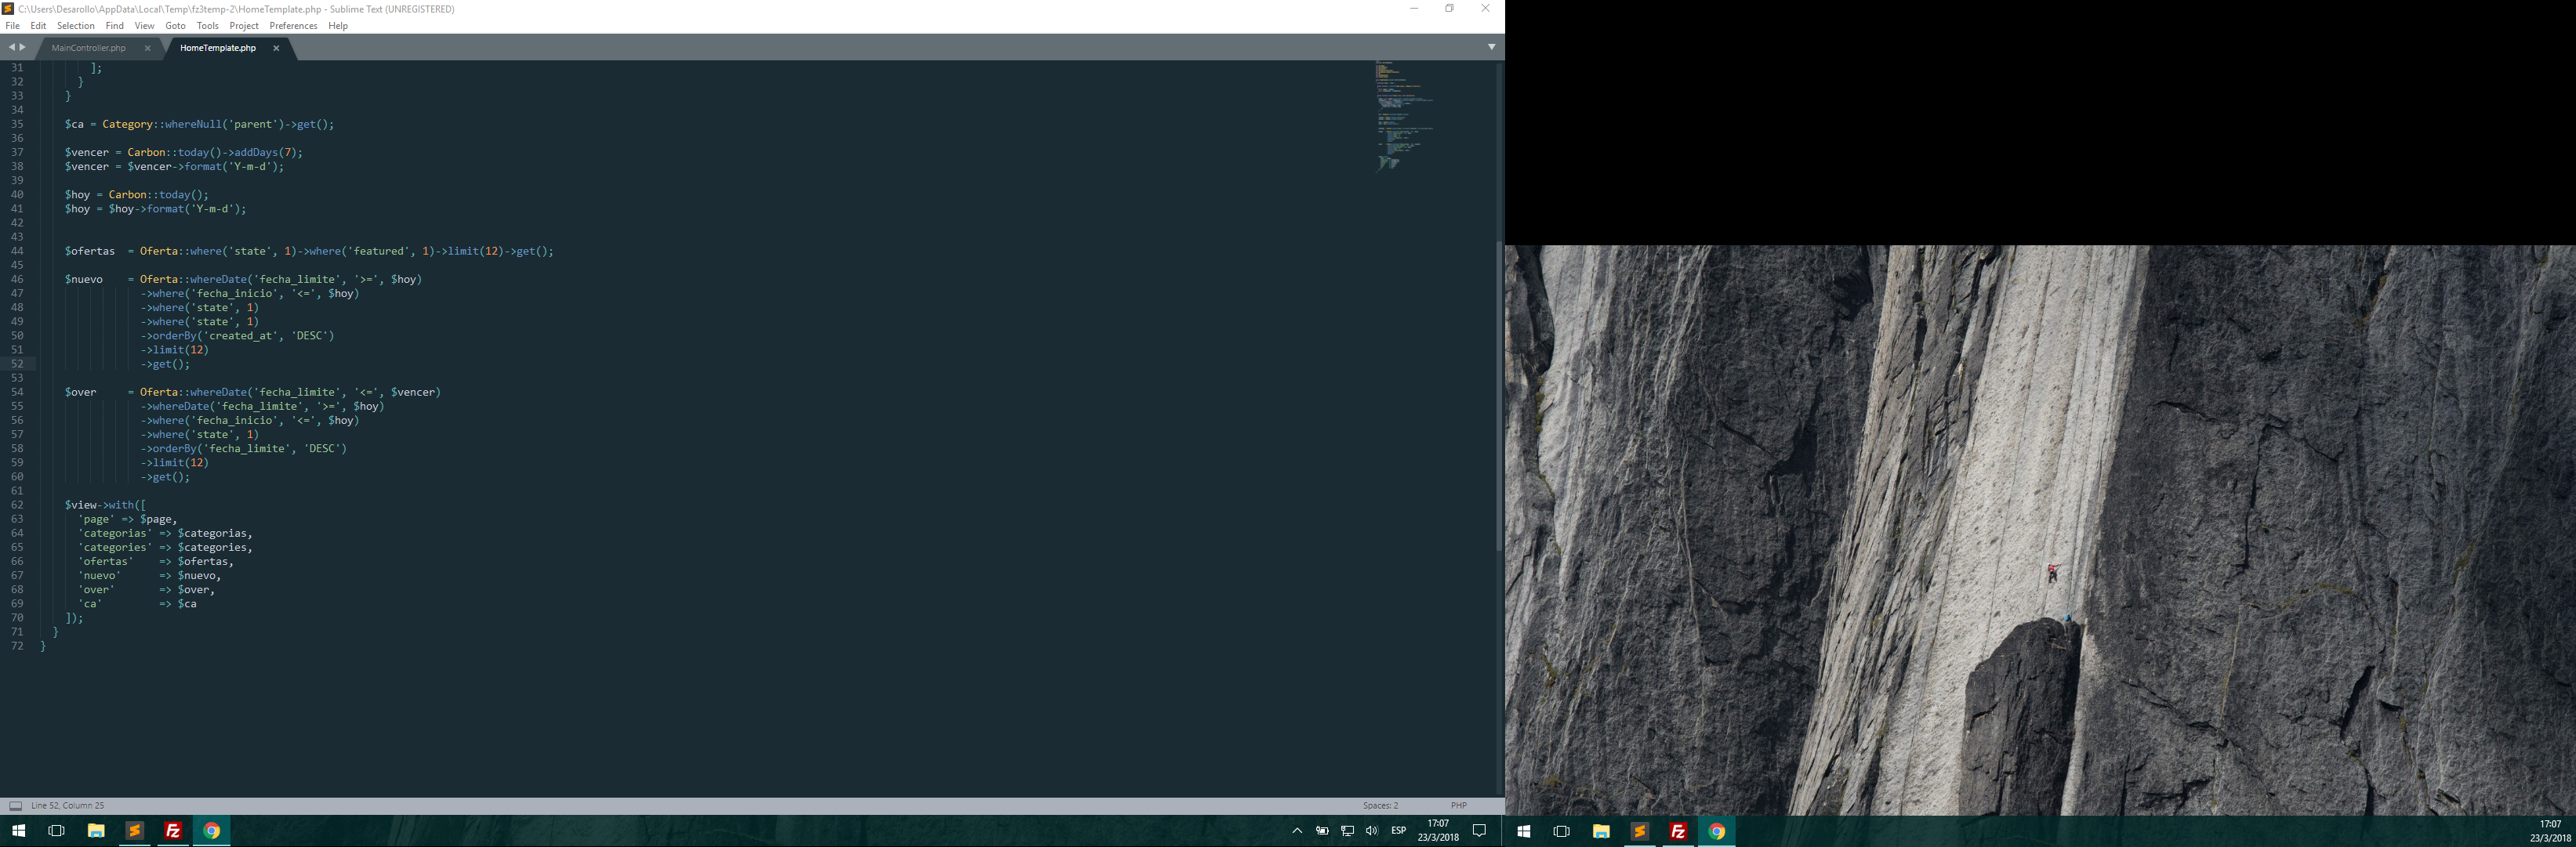 C:\Users\Desarollo\AppData\Local\Temp\fz3temp-2\HomeTemplate.php - Sublime Text (UNREGISTERED)
File Edit Selection Find View Goto Tools Project Preferences Help
MainController.php HomeTemplate.php
31 ];
32 }
33 }
34
35 $ca = Category::whereNull('parent')->get();
36
37 $vencer = Carbon::today()->addDays(7);
38 $vencer = $vencer->format('Y-m-d');
39
40 $hoy = Carbon::today();
41 $hoy = $hoy->format('Y-m-d');
42
43
44 $ofertas = Oferta::where('state', 1)->where('featured', 1)->limit(12)->get();
45
46 $nuevo = Oferta::whereDate('fecha_limite', '>=', $hoy)
47 ->where('fecha_inicio', '<=', $hoy)
48 ->where('state', 1)
49 ->where('state', 1)
50 ->orderBy('created_at', 'DESC')
51 ->limit(12)
52 ->get();
53
54 $over = Oferta::whereDate('fecha_limite', '<=', $vencer)
55 ->whereDate('fecha_limite', '>=', $hoy)
56 ->where('fecha_inicio', '<=', $hoy)
57 ->where('state', 1)
58 ->orderBy('fecha_limite', 'DESC')
59 ->limit(12)
60 ->get();
61
62 $view->with([
63 'page' => $page,
64 'categorias' => $categorias,
65 'categories' => $categories,
66 'ofertas' => $ofertas,
67 'nuevo' => $nuevo,
68 'over' => $over,
69 'ca' => $ca
70 ]);
71 }
72 }
Line 52, Column 25 Spaces: 2 PHP
ESP 17:07
23/3/2018
17:07
23/3/2018